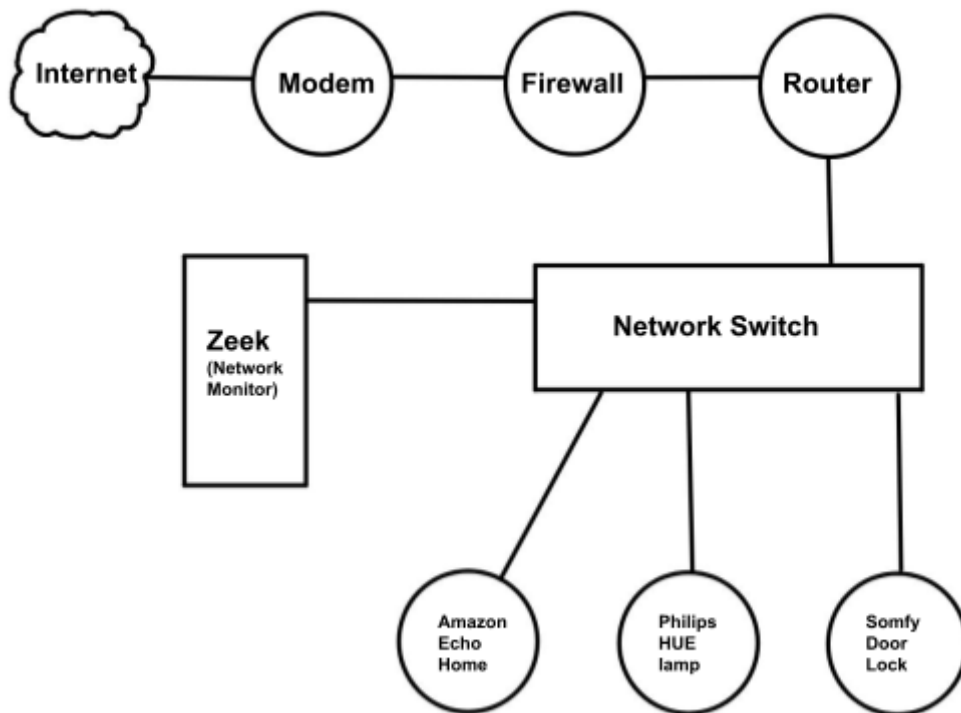 Internet
Modem
Firewall
Router
Zeek
(Network
Monitor)
Network Switch
Amazon
Echo
Home
Philips
HUE
lamp
Somfy
Door
Lock